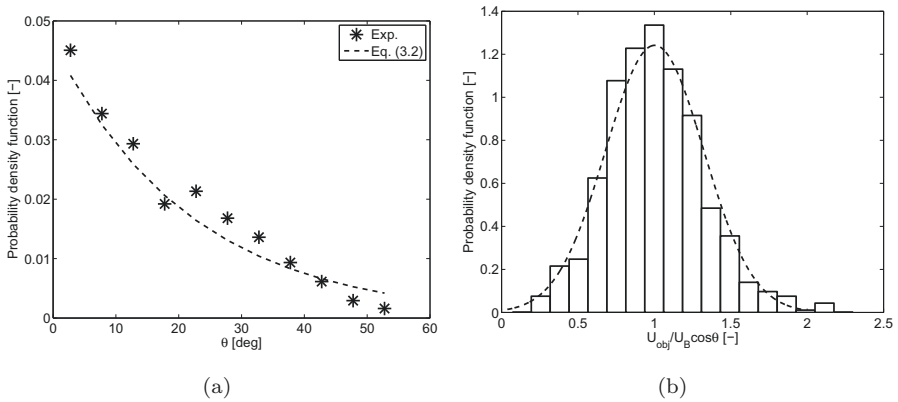 0.05
0.04
0.03
0.02
0.01
0
0 10 20 30 40 50 60
Probability density function [−]
θ [deg]
Exp.
Eq. (3.2)
(a)
1.4
1.2
1.0
0.8
0.6
0.4
0.2
0
0 0.5 1 1.5 2 2.5
Probability density function [−]
U_obj/U_B cosθ [−]
(b)